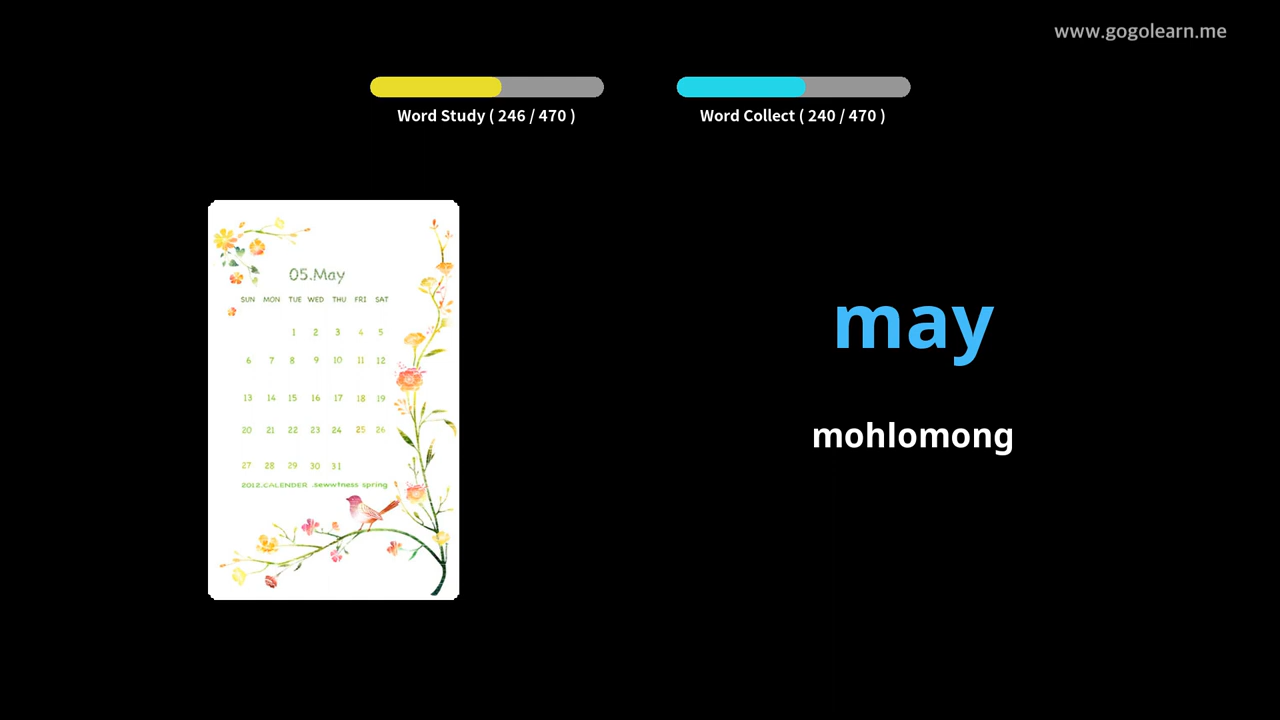 www.gogolearn.me
Word Study ( 246 / 470 )
Word Collect ( 240 / 470 )
05.May
SUN MON TUE WED THU FRI SAT
1 2 3 4 5
6 7 8 9 10 11 12
13 14 15 16 17 18 19
20 21 22 23 24 25 26
27 28 29 30 31
2012.CALENDER .sewwtness spring
may
mohlomong